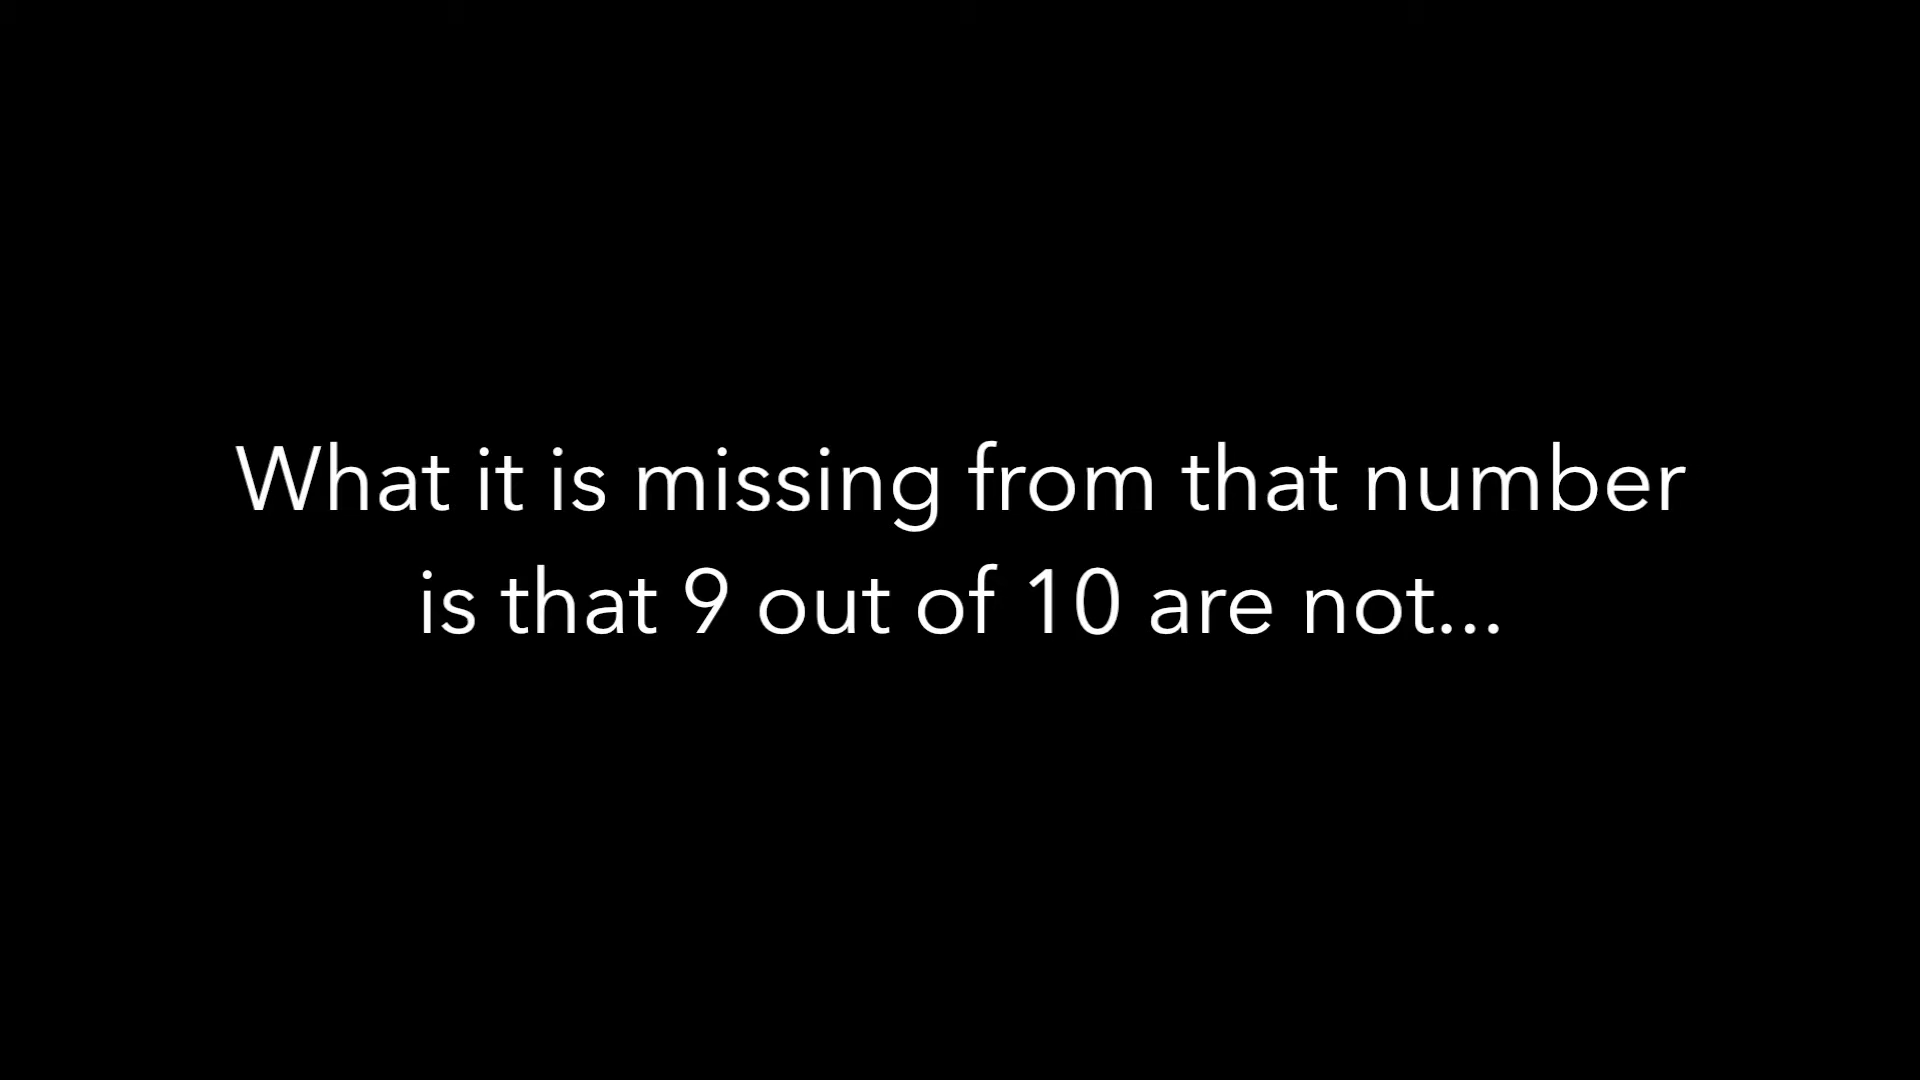 What it is missing from that number
is that 9 out of 10 are not...